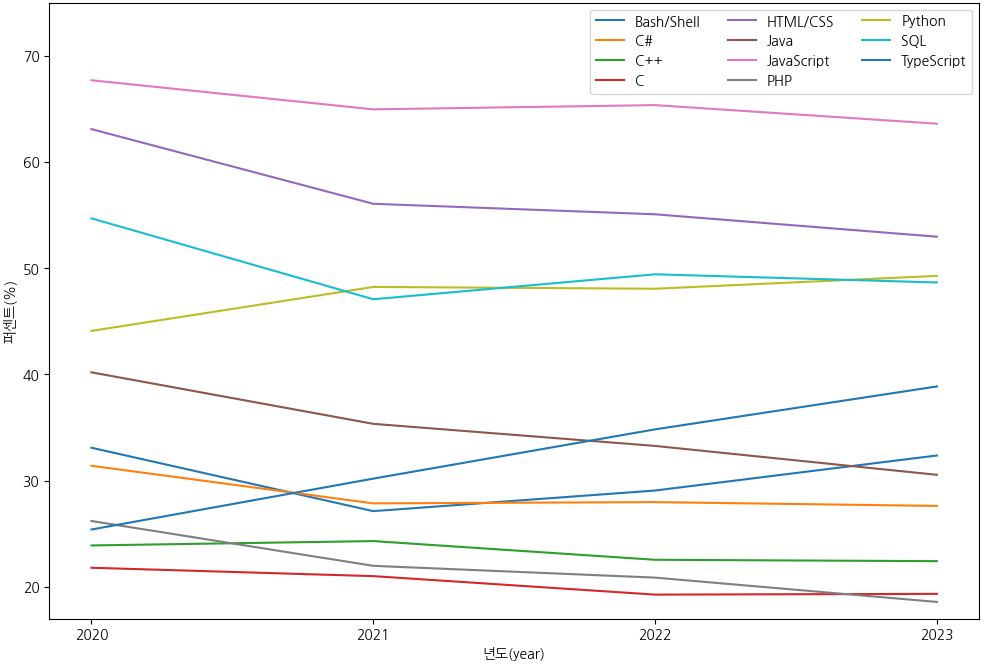 Bash/Shell
C#
C++
C
HTML/CSS
Java
JavaScript
PHP
Python
SQL
TypeScript
퍼센트(%)
70
60
50
40
30
20
2020 2021 2022 2023
년도(year)